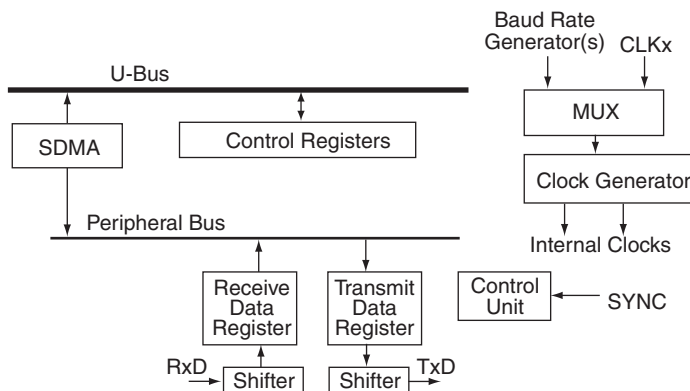 Baud Rate
Generator(s)
CLKx
U-Bus
MUX
SDMA
Control Registers
Clock Generator
Peripheral Bus
Internal Clocks
Receive
Data
Register
Transmit
Data
Register
Control
Unit
SYNC
RxD
Shifter
Shifter
TxD